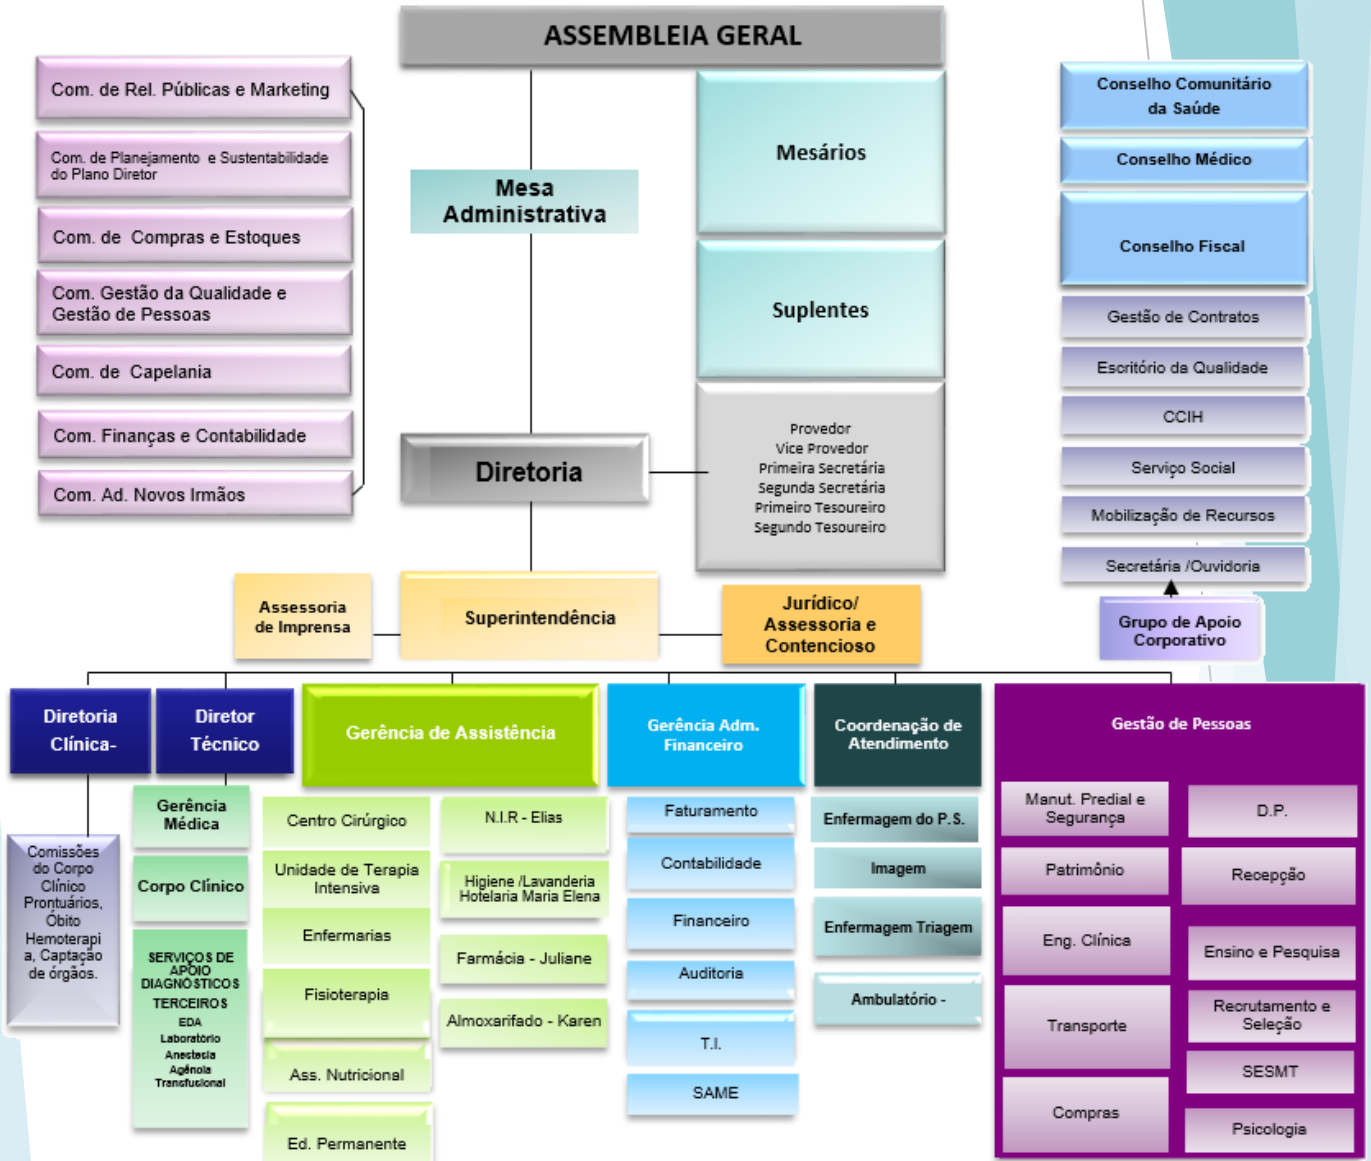 ASSEMBLEIA GERAL
Com. de Rel. Públicas e Marketing
Com. de Planejamento e Sustentabilidade
do Plano Diretor
Com. de Compras e Estoques
Com. Gestão da Qualidade e
Gestão de Pessoas
Com. de Capelania
Com. Finanças e Contabilidade
Com. Ad. Novos Irmãos
Mesa
Administrativa
Mesários
Suplentes
Diretoria
Provedor
Vice Provedor
Primeira Secretária
Segunda Secretária
Primeiro Tesoureiro
Segundo Tesoureiro
Conselho Comunitário
da Saúde
Conselho Médico
Conselho Fiscal
Gestão de Contratos
Escritório da Qualidade
CCIH
Serviço Social
Mobilização de Recursos
Secretária /Ouvidoria
Grupo de Apoio
Corporativo
Assessoria
de Imprensa
Superintendência
Jurídico/
Assessoria e
Contencioso
Diretoria
Clínica-
Diretor
Técnico
Gerência de Assistência
Gerência Adm.
Financeiro
Coordenação de
Atendimento
Gestão de Pessoas
Comissões
do Corpo
Clínico
Prontuários,
Óbito
Hemoterapi
a, Captação
de órgãos.
Gerência
Médica
Corpo Clínico
SERVIÇOS DE
APOIO
DIAGNÓSTICOS
TERCEIROS
EDA
Laboratório
Anestesia
Agência
Transfusional
Centro Cirúrgico
Unidade de Terapia
Intensiva
Enfermarias
Fisioterapia
Ass. Nutricional
Ed. Permanente
N.I.R - Elias
Higiene /Lavanderia
Hotelaria Maria Elena
Farmácia - Juliane
Almoxarifado - Karen
Faturamento
Contabilidade
Financeiro
Auditoria
T.I.
SAME
Enfermagem do P.S.
Imagem
Enfermagem Triagem
Ambulatório -
Manut. Predial e
Segurança
Patrimônio
Eng. Clínica
Transporte
Compras
D.P.
Recepção
Ensino e Pesquisa
Recrutamento e
Seleção
SESMT
Psicologia